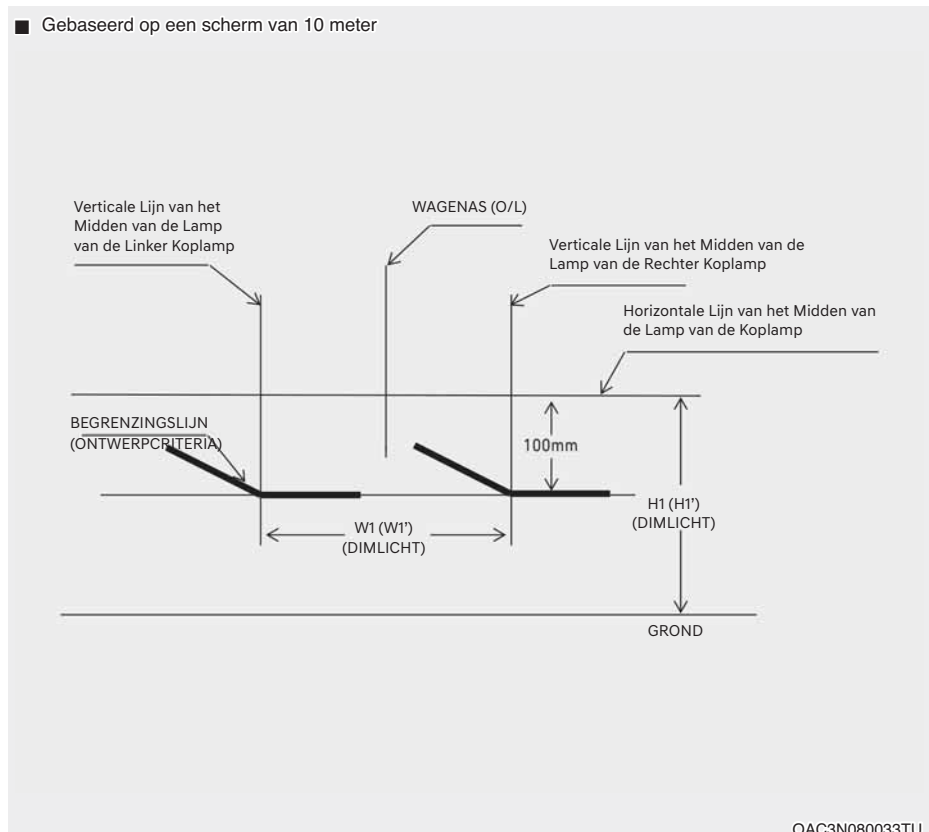 ■ Gebaseerd op een scherm van 10 meter
Verticale Lijn van het
Midden van de Lamp
van de Linker Koplamp
WAGENAS (O/L)
Verticale Lijn van het Midden van de
Lamp van de Rechter Koplamp
Horizontale Lijn van het Midden van
de Lamp van de Koplamp
BEGRENZINGSLIJN
(ONTWERPCRITERIA)
100mm
H1 (H1’)
(DIMLICHT)
W1 (W1’)
(DIMLICHT)
GROND
OAC3N080033TU